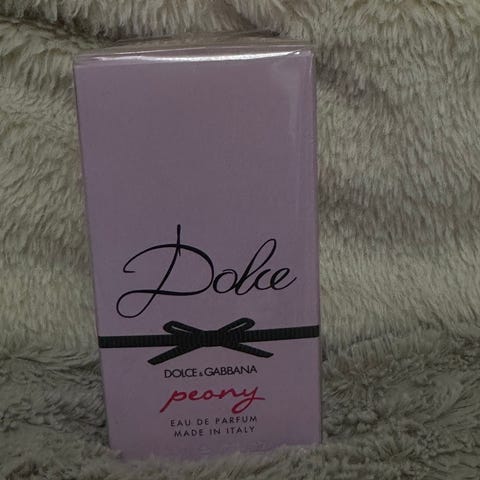 Dolce
DOLCE & GABBANA
peony
EAU DE PARFUM
MADE IN ITALY